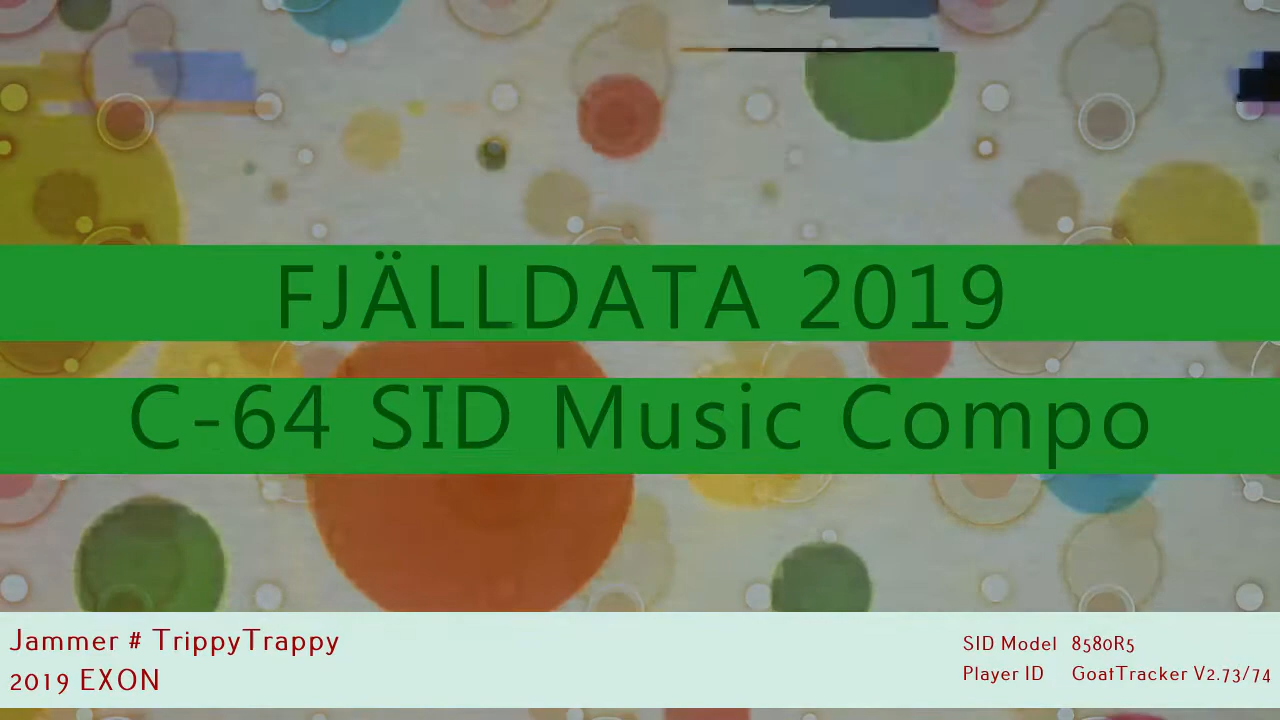 FJÄLLDATA 2019
C-64 SID Music Compo
Jammer # TrippyTrappy
2019 EXON
SID Model 8580R5
Player ID GoatTracker V2.73/74